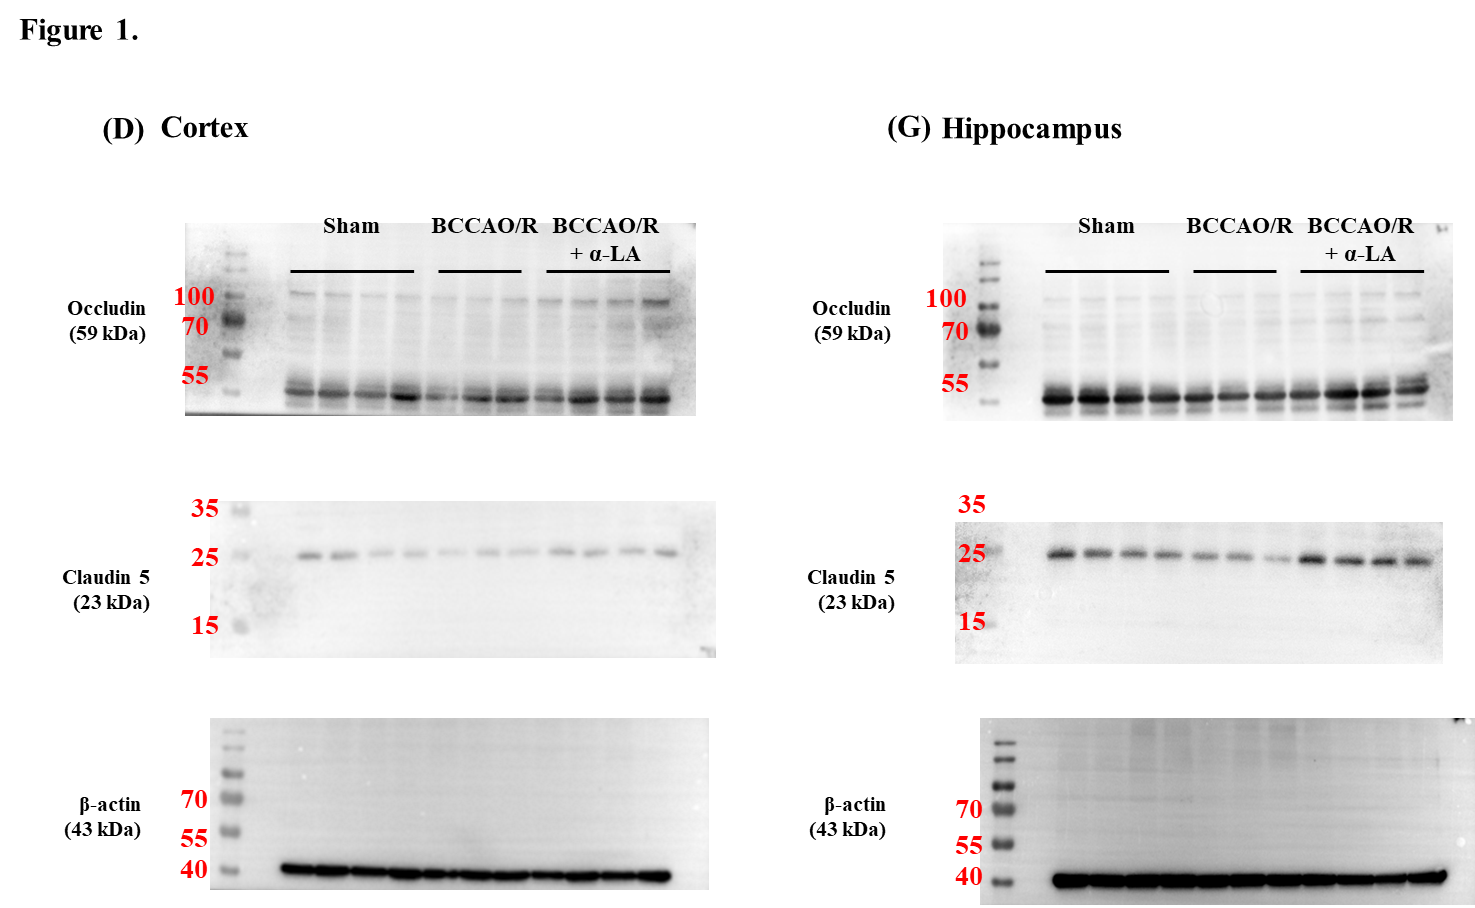 Figure 1.
(D) Cortex
Sham BCCAO/R BCCAO/R
+ α-LA
Occludin
(59 kDa)
100
70
55
Claudin 5
(23 kDa)
35
25
15
β-actin
(43 kDa)
70
55
40
(G) Hippocampus
Sham BCCAO/R BCCAO/R
+ α-LA
Occludin
(59 kDa)
100
70
55
Claudin 5
(23 kDa)
35
25
15
β-actin
(43 kDa)
70
55
40